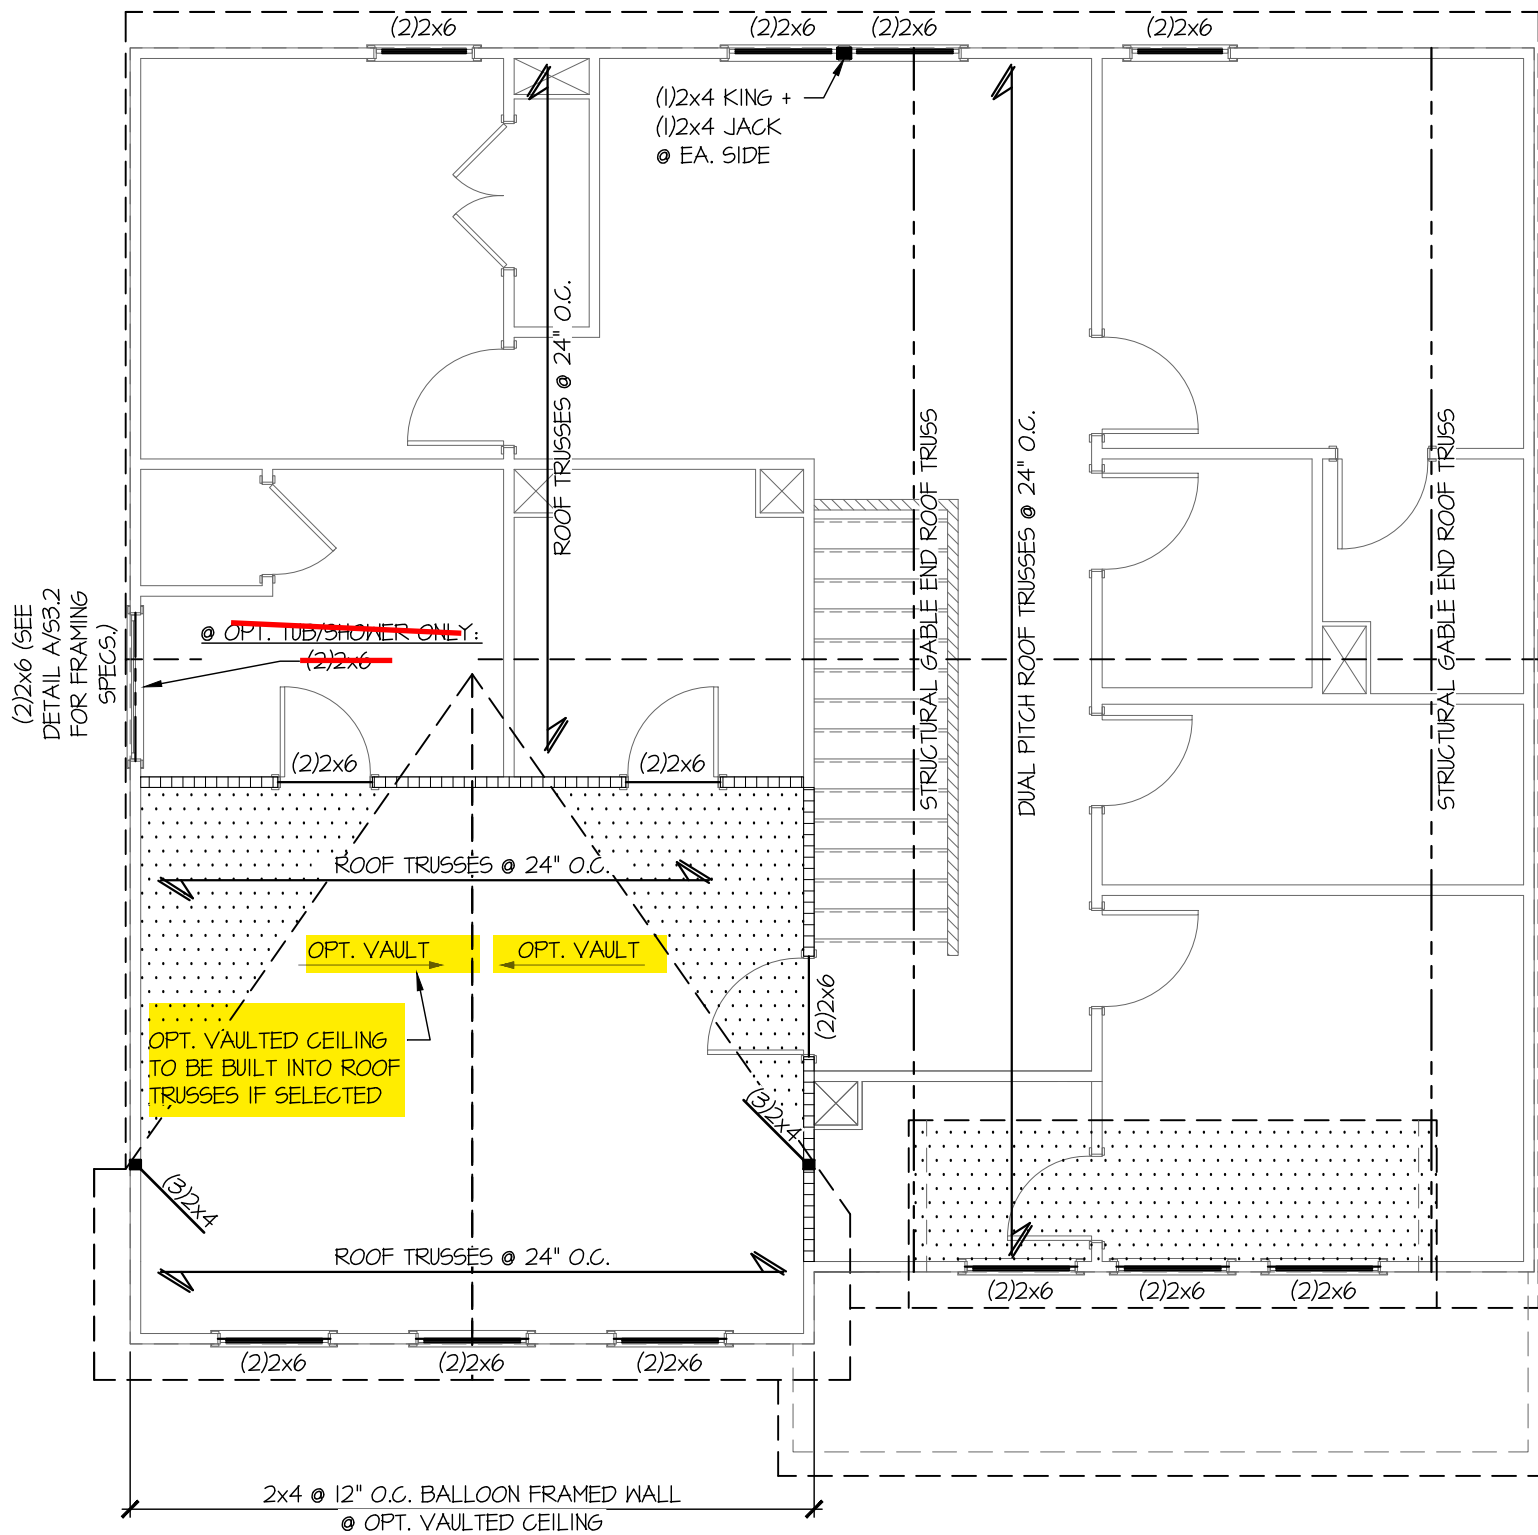 (2)2x6
(2)2x6
(2)2x6
(2)2x6
(1)2x4 KING +
(1)2x4 JACK
@ EA. SIDE
ROOF TRUSSES @ 24" O.C.
DUAL PITCH ROOF TRUSSES @ 24" O.C.
STRUCTURAL GABLE END ROOF TRUSS
STRUCTURAL GABLE END ROOF TRUSS
(2)2x6 (SEE
DETAIL A/S3.2
FOR FRAMING
SPECS.)
@ OPT. TUB/SHOWER ONLY:
(2)2x6
(2)2x6
(2)2x6
ROOF TRUSSES @ 24" O.C.
OPT. VAULT
OPT. VAULT
(2)2x6
OPT. VAULTED CEILING
TO BE BUILT INTO ROOF
TRUSSES IF SELECTED
(3)2x4
(3)2x4
ROOF TRUSSES @ 24" O.C.
(2)2x6
(2)2x6
(2)2x6
(2)2x6
(2)2x6
(2)2x6
2x4 @ 12" O.C. BALLOON FRAMED WALL
@ OPT. VAULTED CEILING